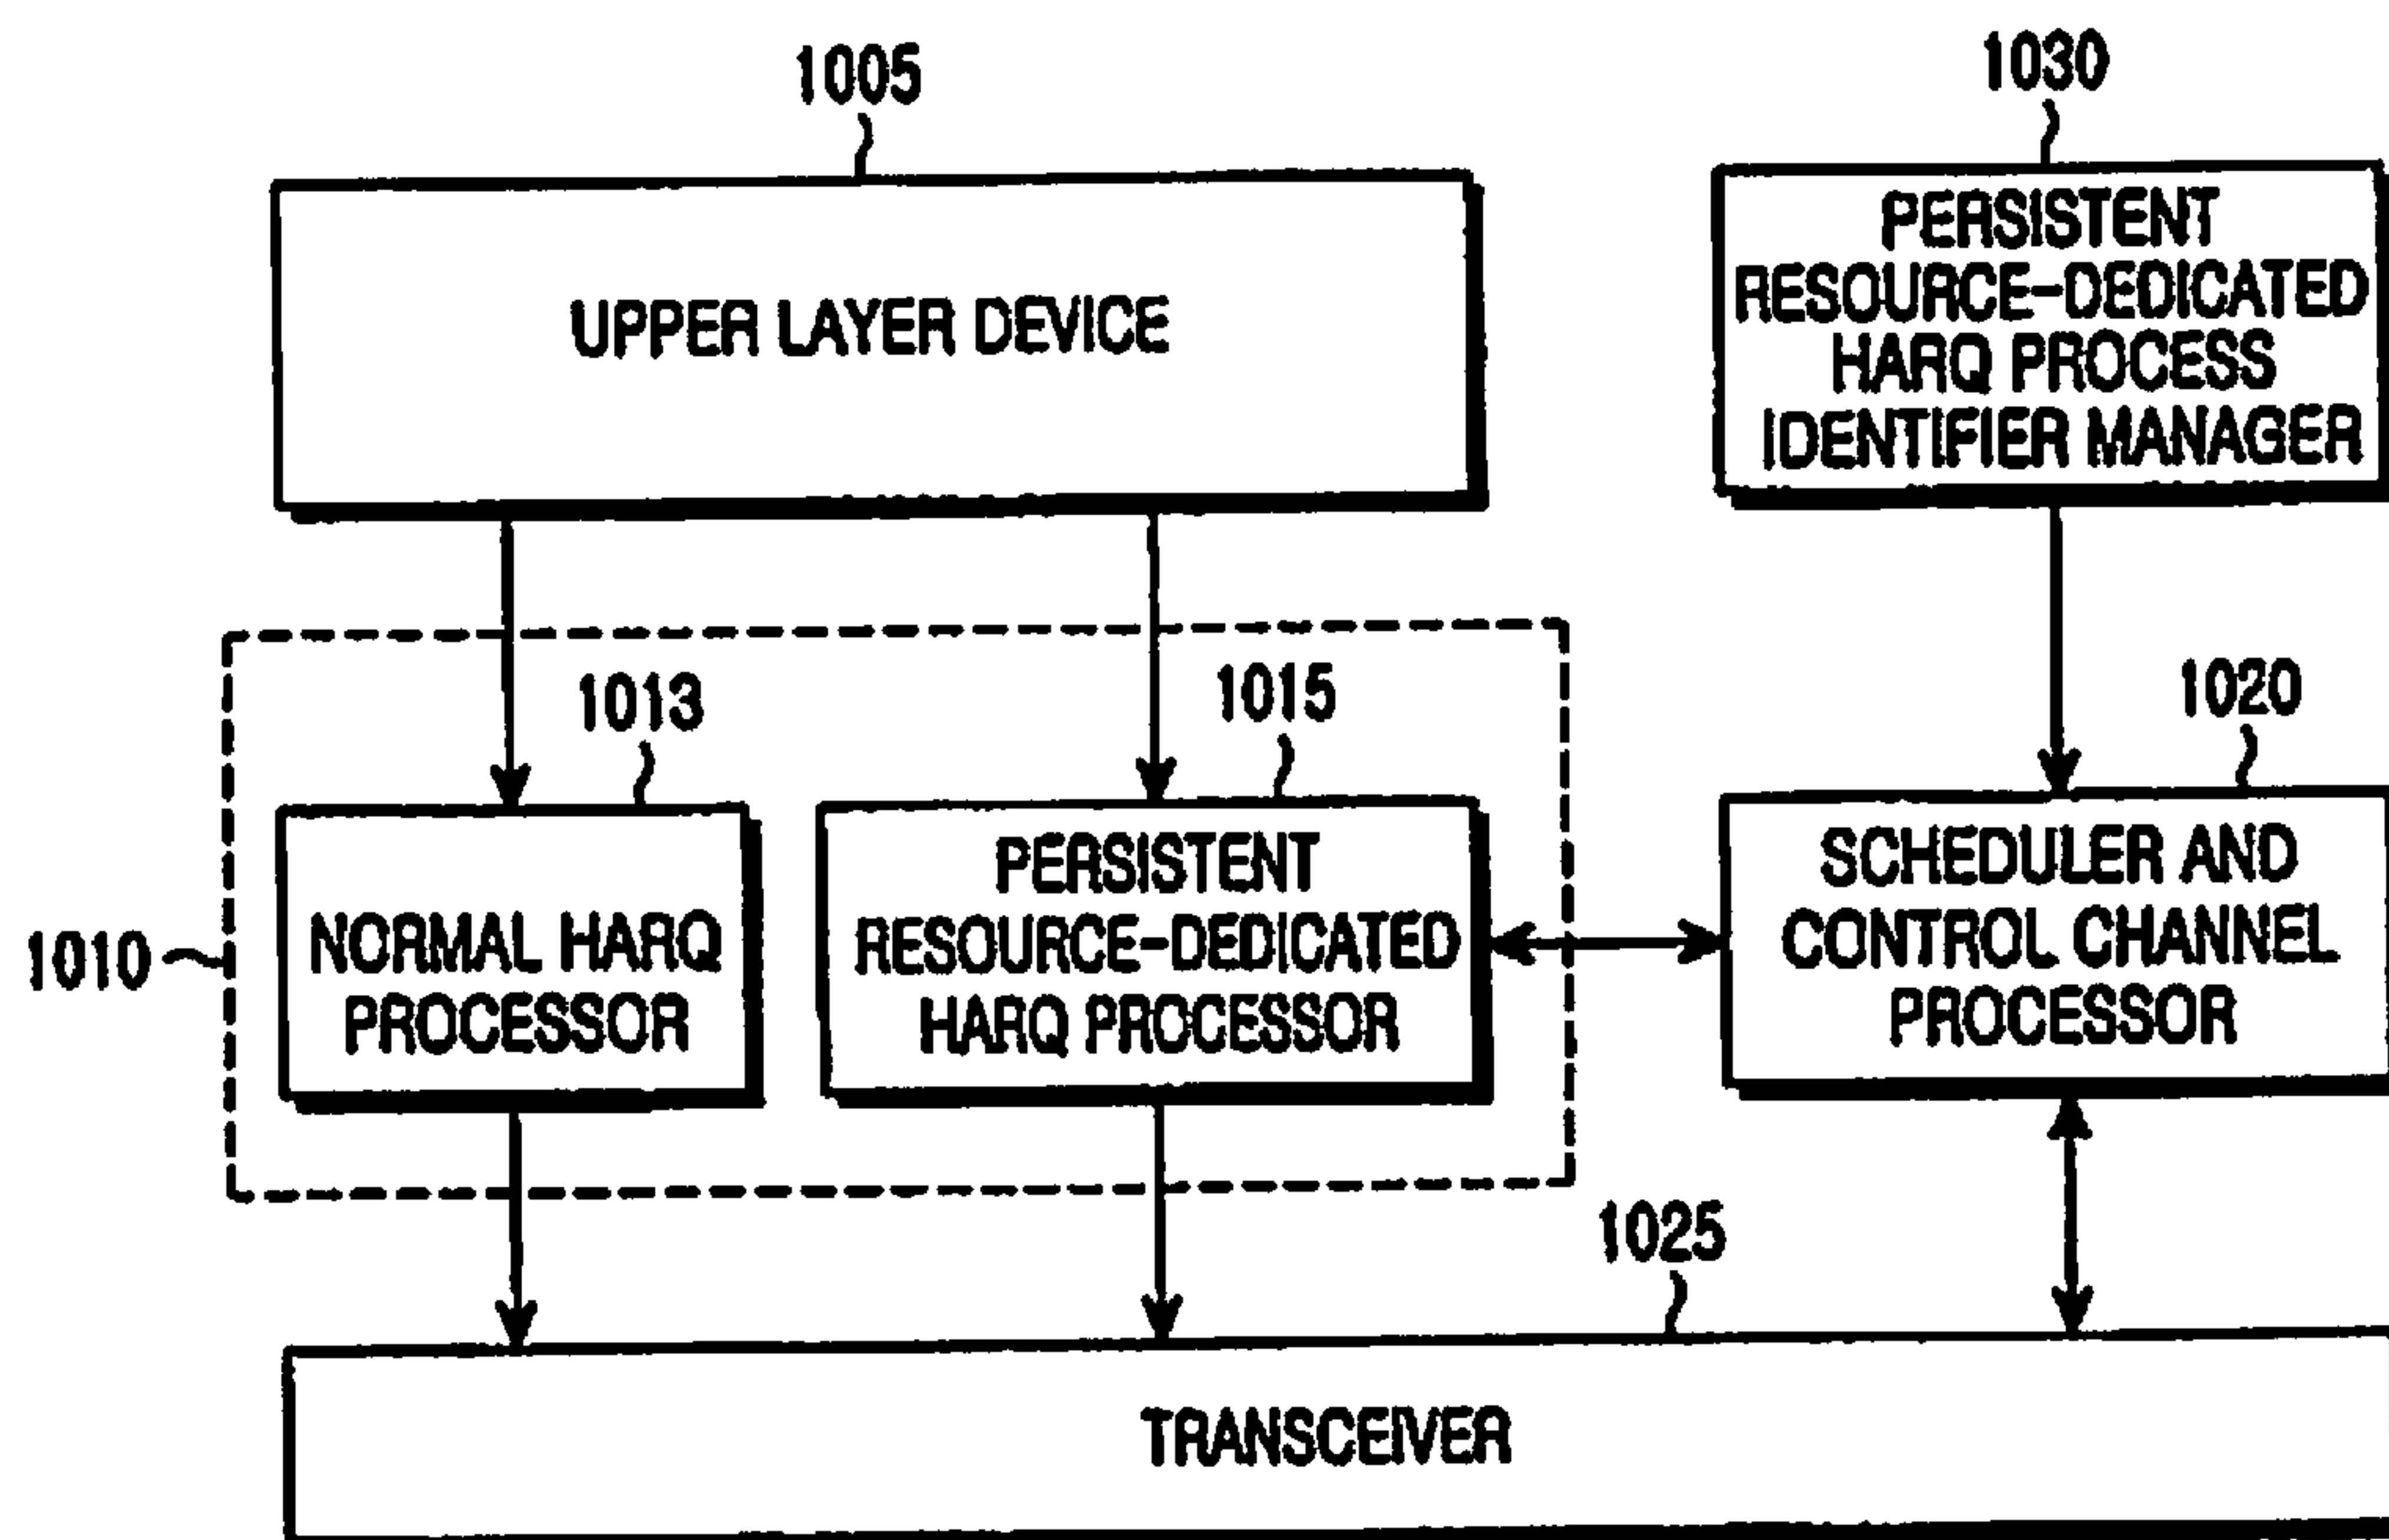 1005
1030
UPPER LAYER DEVICE
PERSISTENT
RESOURCE-DEDICATED
HARQ PROCESS
IDENTIFIER MANAGER
1013
1015
1020
1010
NORMAL HARQ
PROCESSOR
PERSISTENT
RESOURCE-DEDICATED
HARQ PROCESSOR
SCHEDULER AND
CONTROL CHANNEL
PROCESSOR
1025
TRANSCEIVER